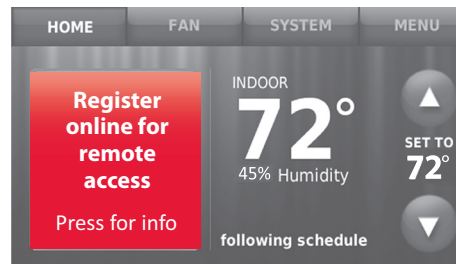 HOME FAN SYSTEM MENU
Register
online for
remote
access
Press for info
INDOOR
72°
45% Humidity
following schedule
SET TO
72°